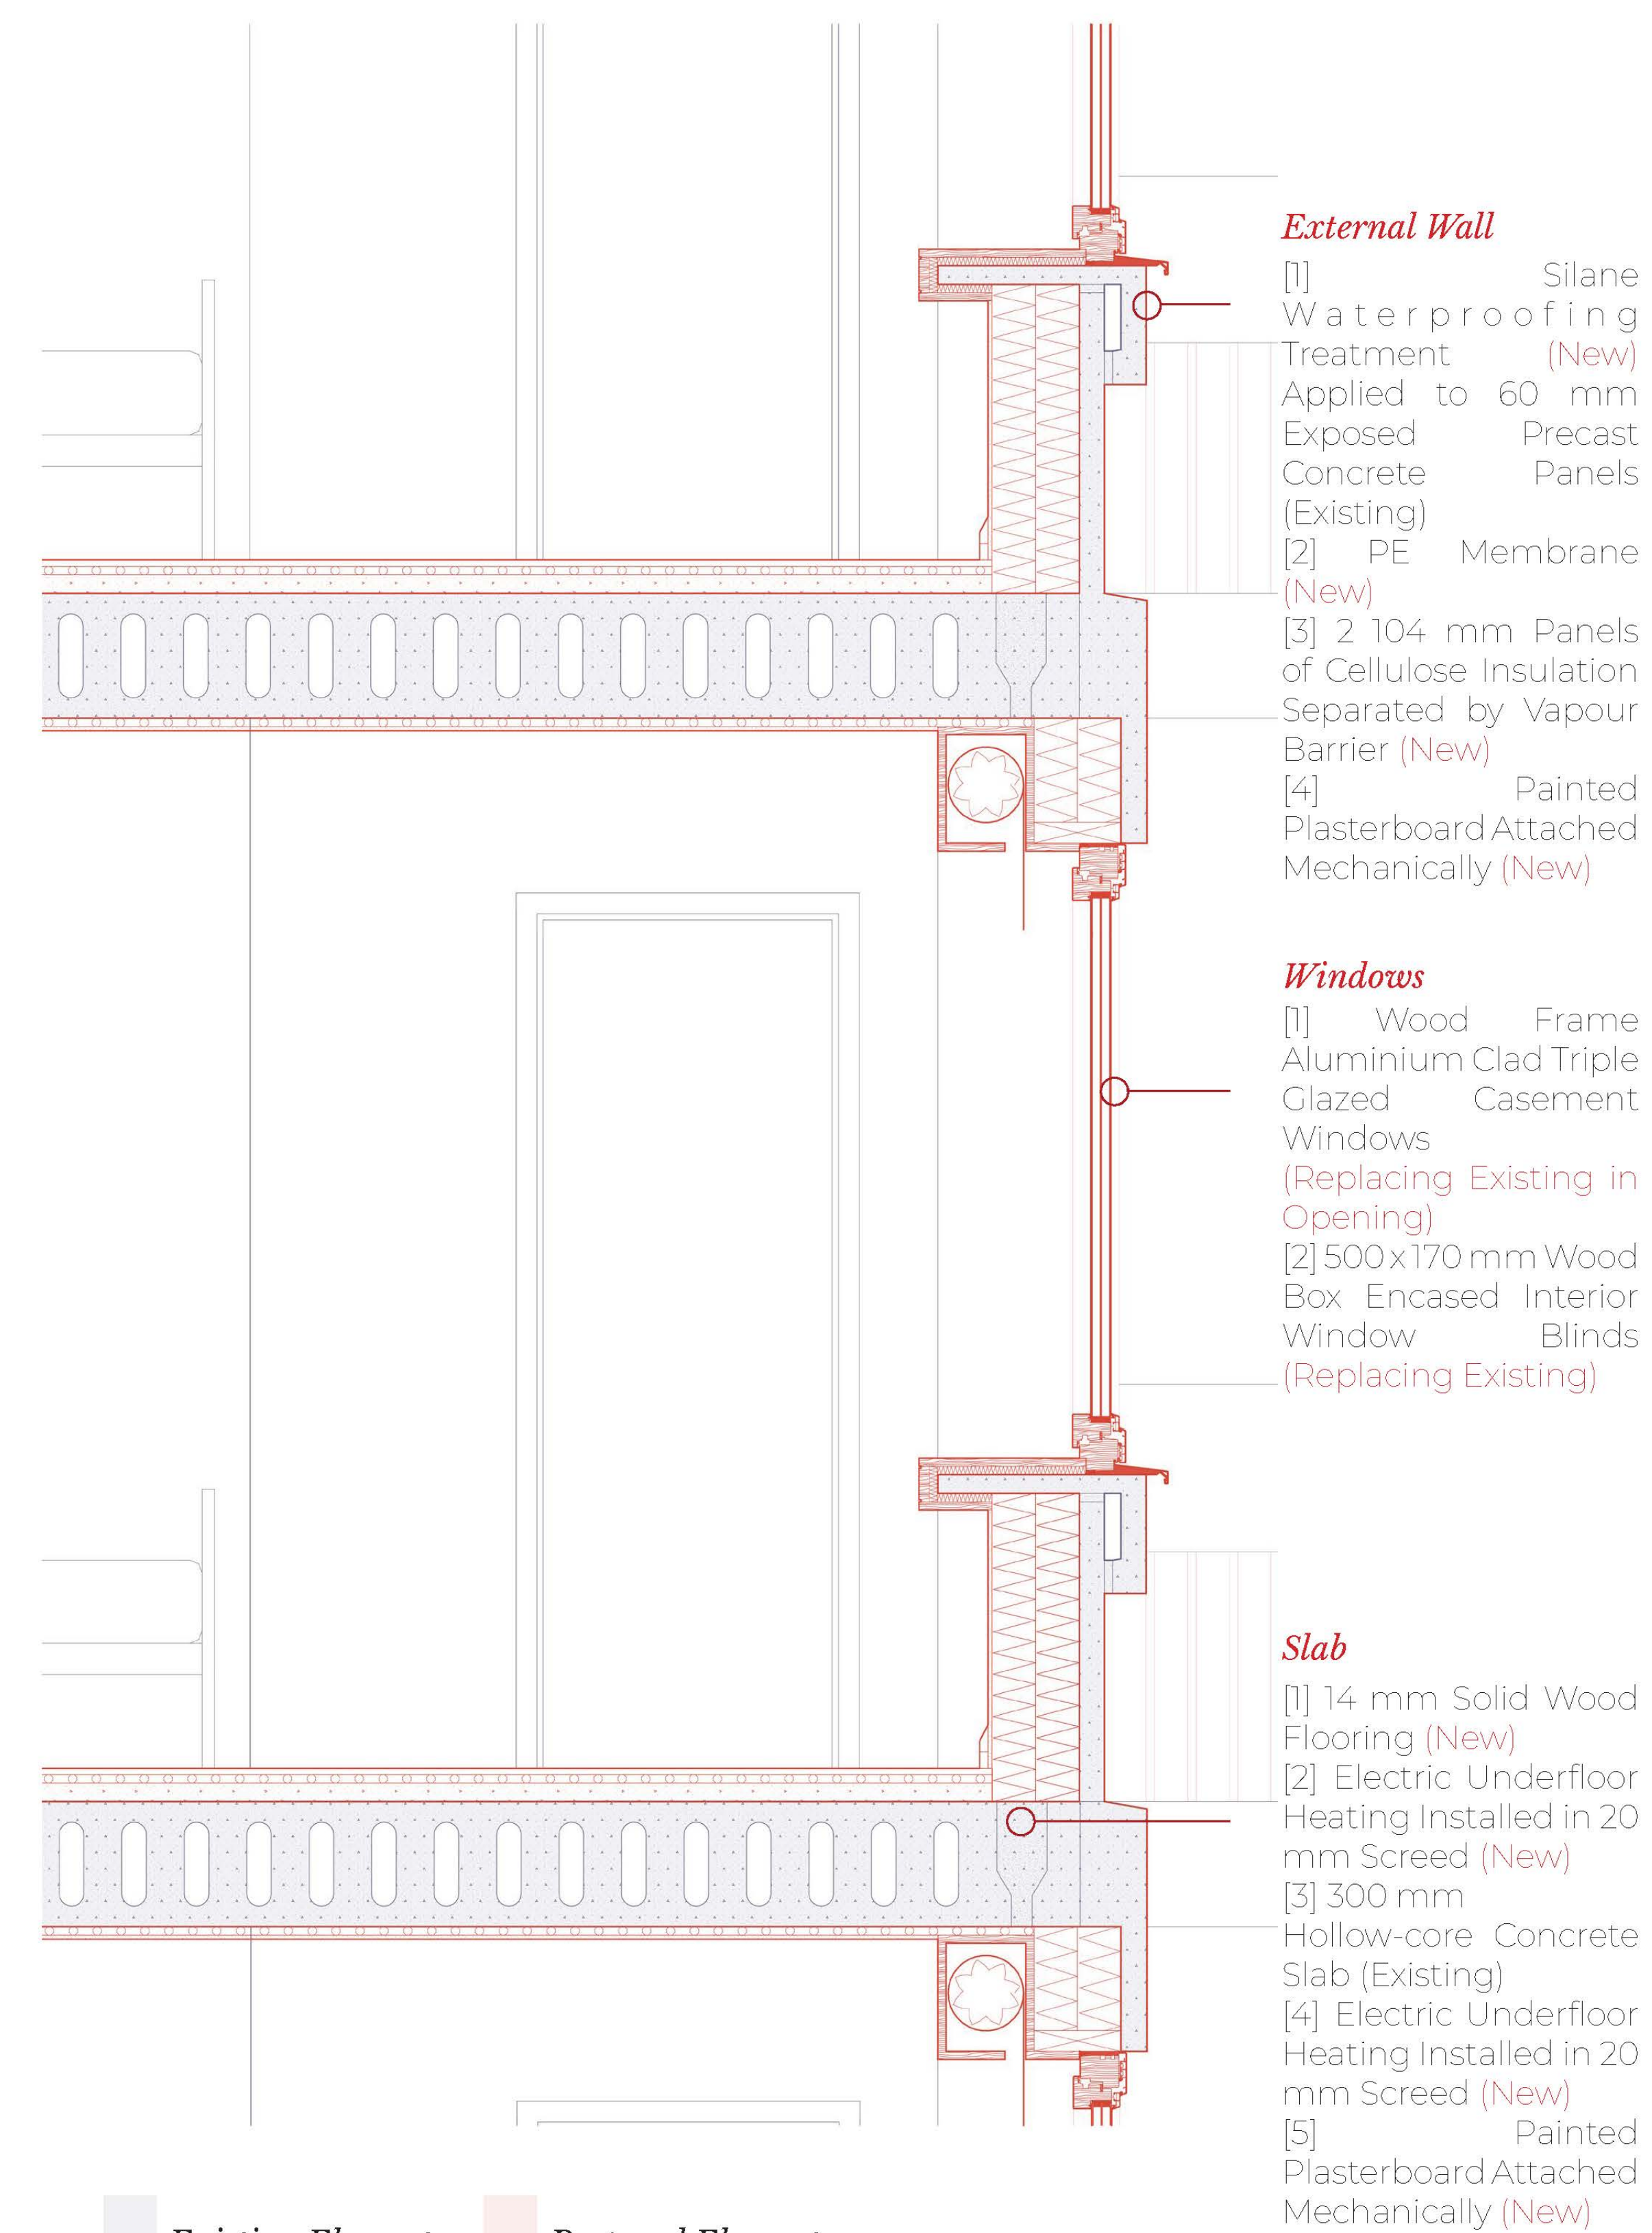 External Wall
[1] Silane
Waterproofing
Treatment (New)
Applied to 60 mm
Exposed Precast
Concrete Panels
(Existing)
[2] PE Membrane
(New)
[3] 2 104 mm Panels
of Cellulose Insulation
Separated by Vapour
Barrier (New)
[4] Painted
Plasterboard Attached
Mechanically (New)
Windows
[1] Wood Frame
Aluminium Clad Triple
Glazed Casement
Windows
(Replacing Existing in
Opening)
[2] 500 x 170 mm Wood
Box Encased Interior
Window Blinds
(Replacing Existing)
Slab
[1] 14 mm Solid Wood
Flooring (New)
[2] Electric Underfloor
Heating Installed in 20
mm Screed (New)
[3] 300 mm
Hollow-core Concrete
Slab (Existing)
[4] Electric Underfloor
Heating Installed in 20
mm Screed (New)
[5] Painted
Plasterboard Attached
Mechanically (New)